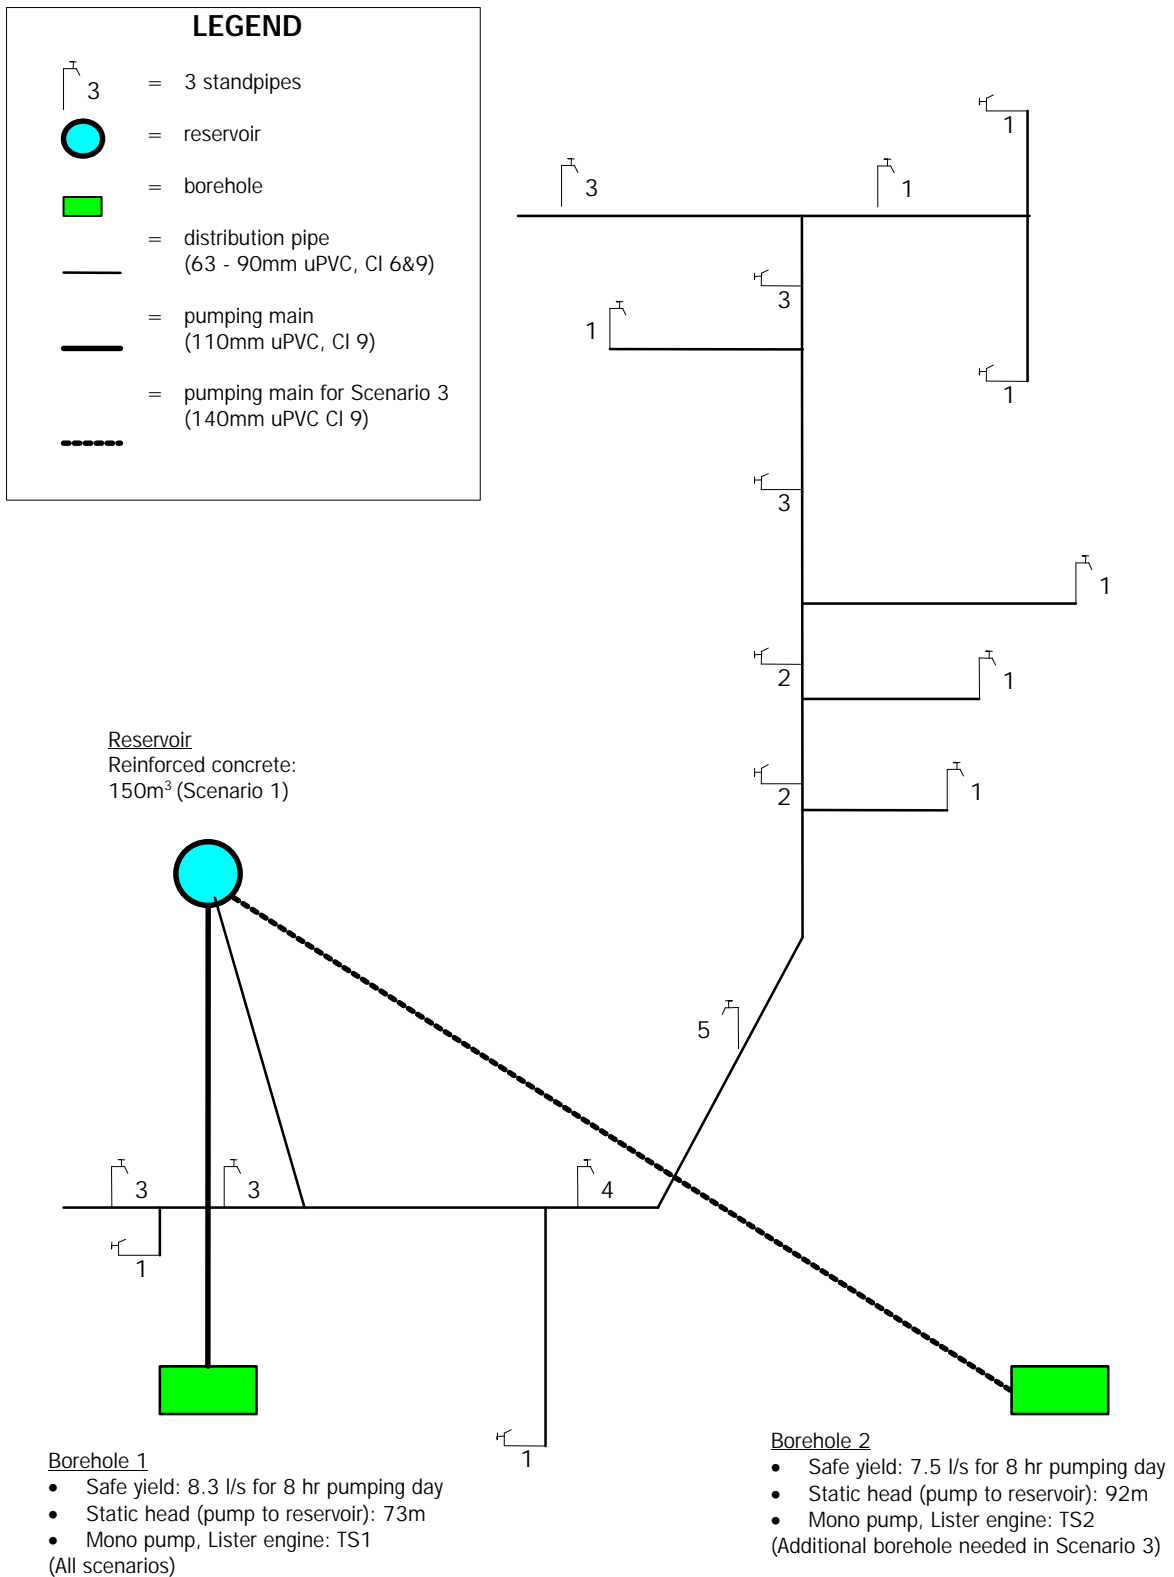 LEGEND
3 = 3 standpipes
= reservoir
= borehole
= distribution pipe
(63 - 90mm uPVC, Cl 6&9)
= pumping main
(110mm uPVC, Cl 9)
= pumping main for Scenario 3
(140mm uPVC Cl 9)
1
3
1
3
1
1
3
1
2
1
2
1
Reservoir
Reinforced concrete:
150m³ (Scenario 1)
5
3
3
4
1
1
Borehole 1
• Safe yield: 8.3 l/s for 8 hr pumping day
• Static head (pump to reservoir): 73m
• Mono pump, Lister engine: TS1
(All scenarios)
Borehole 2
• Safe yield: 7.5 l/s for 8 hr pumping day
• Static head (pump to reservoir): 92m
• Mono pump, Lister engine: TS2
(Additional borehole needed in Scenario 3)